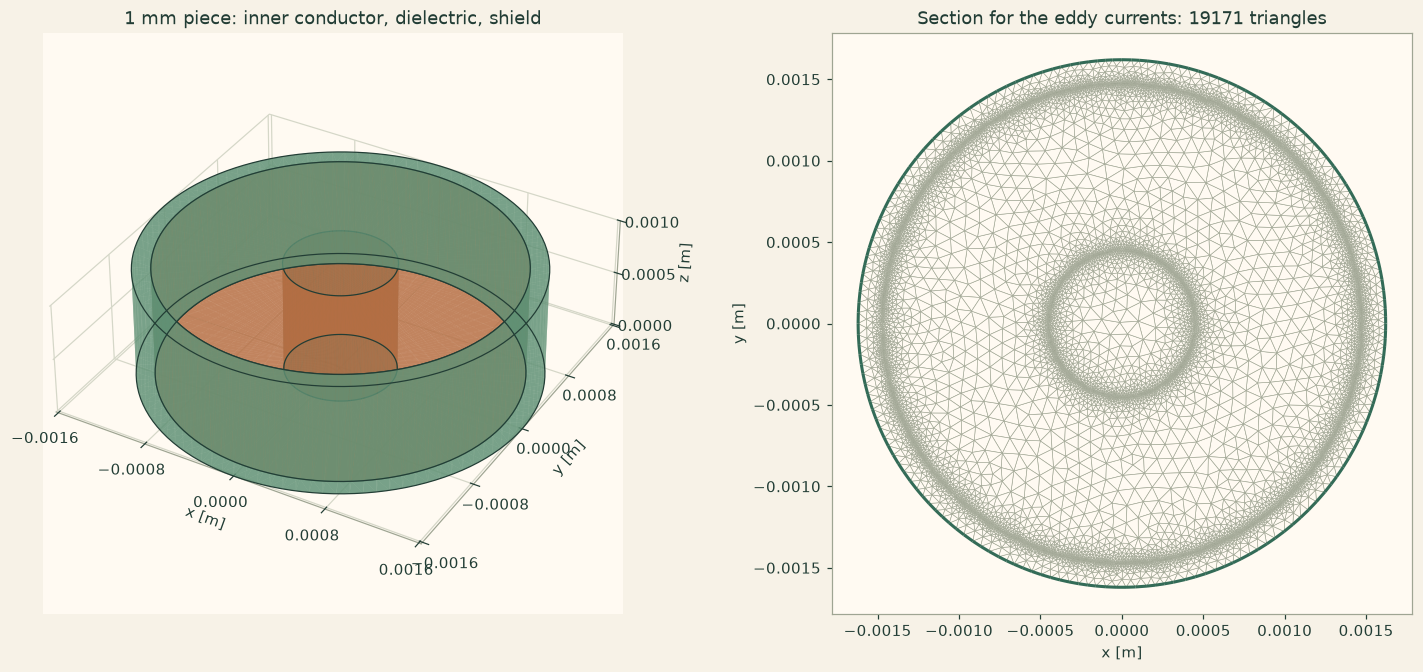 1 mm piece: inner conductor, dielectric, shield
0.0010
0.0005
0.0000
z [m]
0.0016
0.0008
0.0000
−0.0008
−0.0016
y [m]
−0.0016
−0.0008
0.0000
0.0008
0.0016
x [m]
Section for the eddy currents: 19171 triangles
0.0015
0.0010
0.0005
0.0000
−0.0005
−0.0010
−0.0015
y [m]
−0.0015 −0.0010 −0.0005 0.0000 0.0005 0.0010 0.0015
x [m]